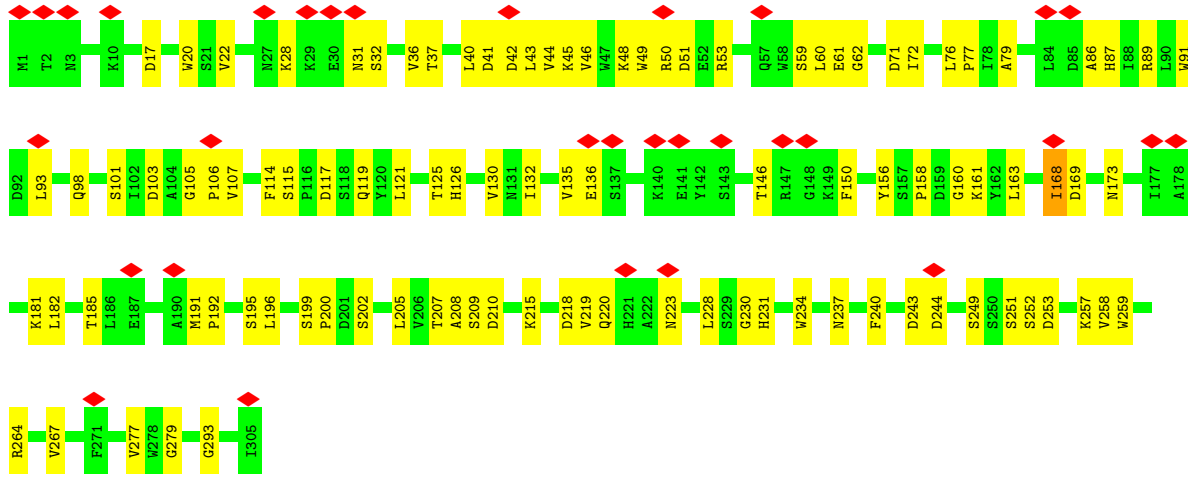 M1 T2 N3 K10 D17 W20 S21 V22 N27 K28 K29 E30 N31 S32 V36 T37 L40 D41 D42 L43 V44 K45 V46 W47 K48 W49 R50 D51 E52 R53 Q57 W58 S59 L60 E61 G62 D71 I72 L76 P77 I78 A79 L84 D85 A86 H87 I88 R89 L90 W91
D92 L93 Q98 S101 I102 D103 A104 G105 P106 V107 F114 S115 P116 D117 S118 Q119 Y120 L121 T125 H126 V130 N131 I132 V135 E136 S137 K140 E141 Y142 S143 T146 R147 G148 K149 F150 Y156 S157 P158 D159 G160 K161 Y162 L163 I168 D169 N173 I177 A178
K181 L182 T185 L186 E187 A190 M191 P192 S195 L196 S199 P200 D201 S202 L205 V206 T207 A208 S209 D210 K215 D218 V219 Q220 H221 A222 N223 L228 S229 G230 H231 W234 N237 F240 D243 D244 S249 S250 S251 S252 D253 K257 V258 W259
R264 V267 F271 V277 W278 G279 G293 I305